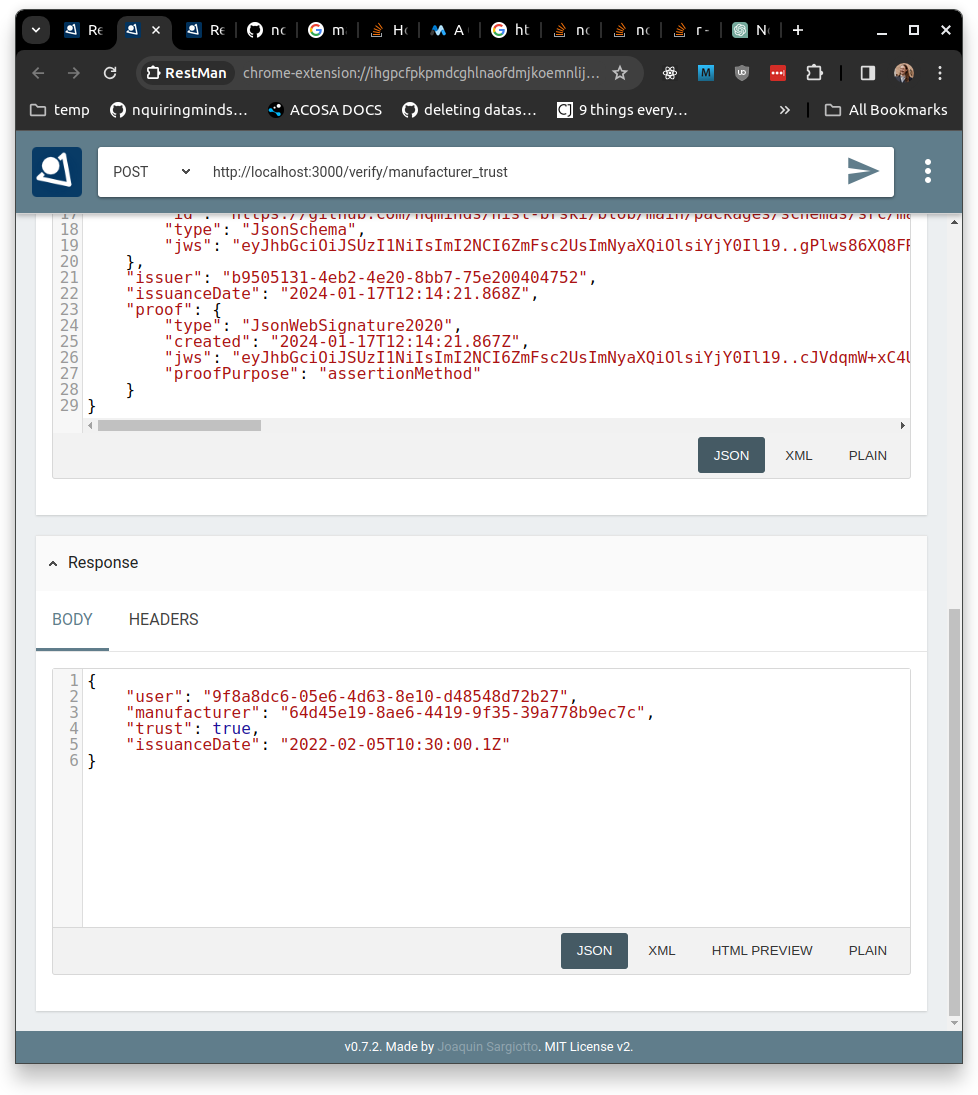 Re
Re
nc
m
Ho
A
ht
nc
nc
r -
N
RestMan
chrome-extension://ihgpcfpkpmdcghlnaofdmjkoemnlij...
temp
nquiringminds...
ACOSA DOCS
deleting datas...
9 things every...
»
All Bookmarks
POST
http://localhost:3000/verify/manufacturer_trust
18 "type": "JsonSchema",
19 "jws": "eyJhbGciOiJSUzI1NiIsImI2NCI6ZmFsc2UsImNyaXQiOlsiYjY0Il19..gPlws86XQ8F
20 },
21 "issuer": "b9505131-4eb2-4e20-8bb7-75e200404752",
22 "issuanceDate": "2024-01-17T12:14:21.868Z",
23 "proof": {
24 "type": "JsonWebSignature2020",
25 "created": "2024-01-17T12:14:21.867Z",
26 "jws": "eyJhbGciOiJSUzI1NiIsImI2NCI6ZmFsc2UsImNyaXQiOlsiYjY0Il19..cJVdqmW+xC4U
27 "proofPurpose": "assertionMethod"
28 }
29 }
JSON
XML
PLAIN
Response
BODY
HEADERS
1 {
2 "user": "9f8a8dc6-05e6-4d63-8e10-d48548d72b27",
3 "manufacturer": "64d45e19-8ae6-4419-9f35-39a778b9ec7c",
4 "trust": true,
5 "issuanceDate": "2022-02-05T10:30:00.1Z"
6 }
JSON
XML
HTML PREVIEW
PLAIN
v0.7.2. Made by Joaquin Sargiotto. MIT License v2.